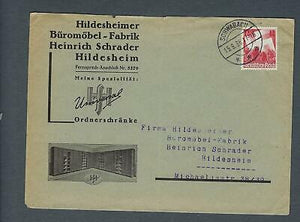 Hildesheimer
Büromöbel - Fabrik
Heinrich Schrader
Hildesheim
Fernsprech-Anschluß Nr. 3229
Meine Spezialität:
Universal
Ordnerschränke
Firma Hildesheimer
Büromöbel-Fabrik
Heinrich Schrader
Hildesheim